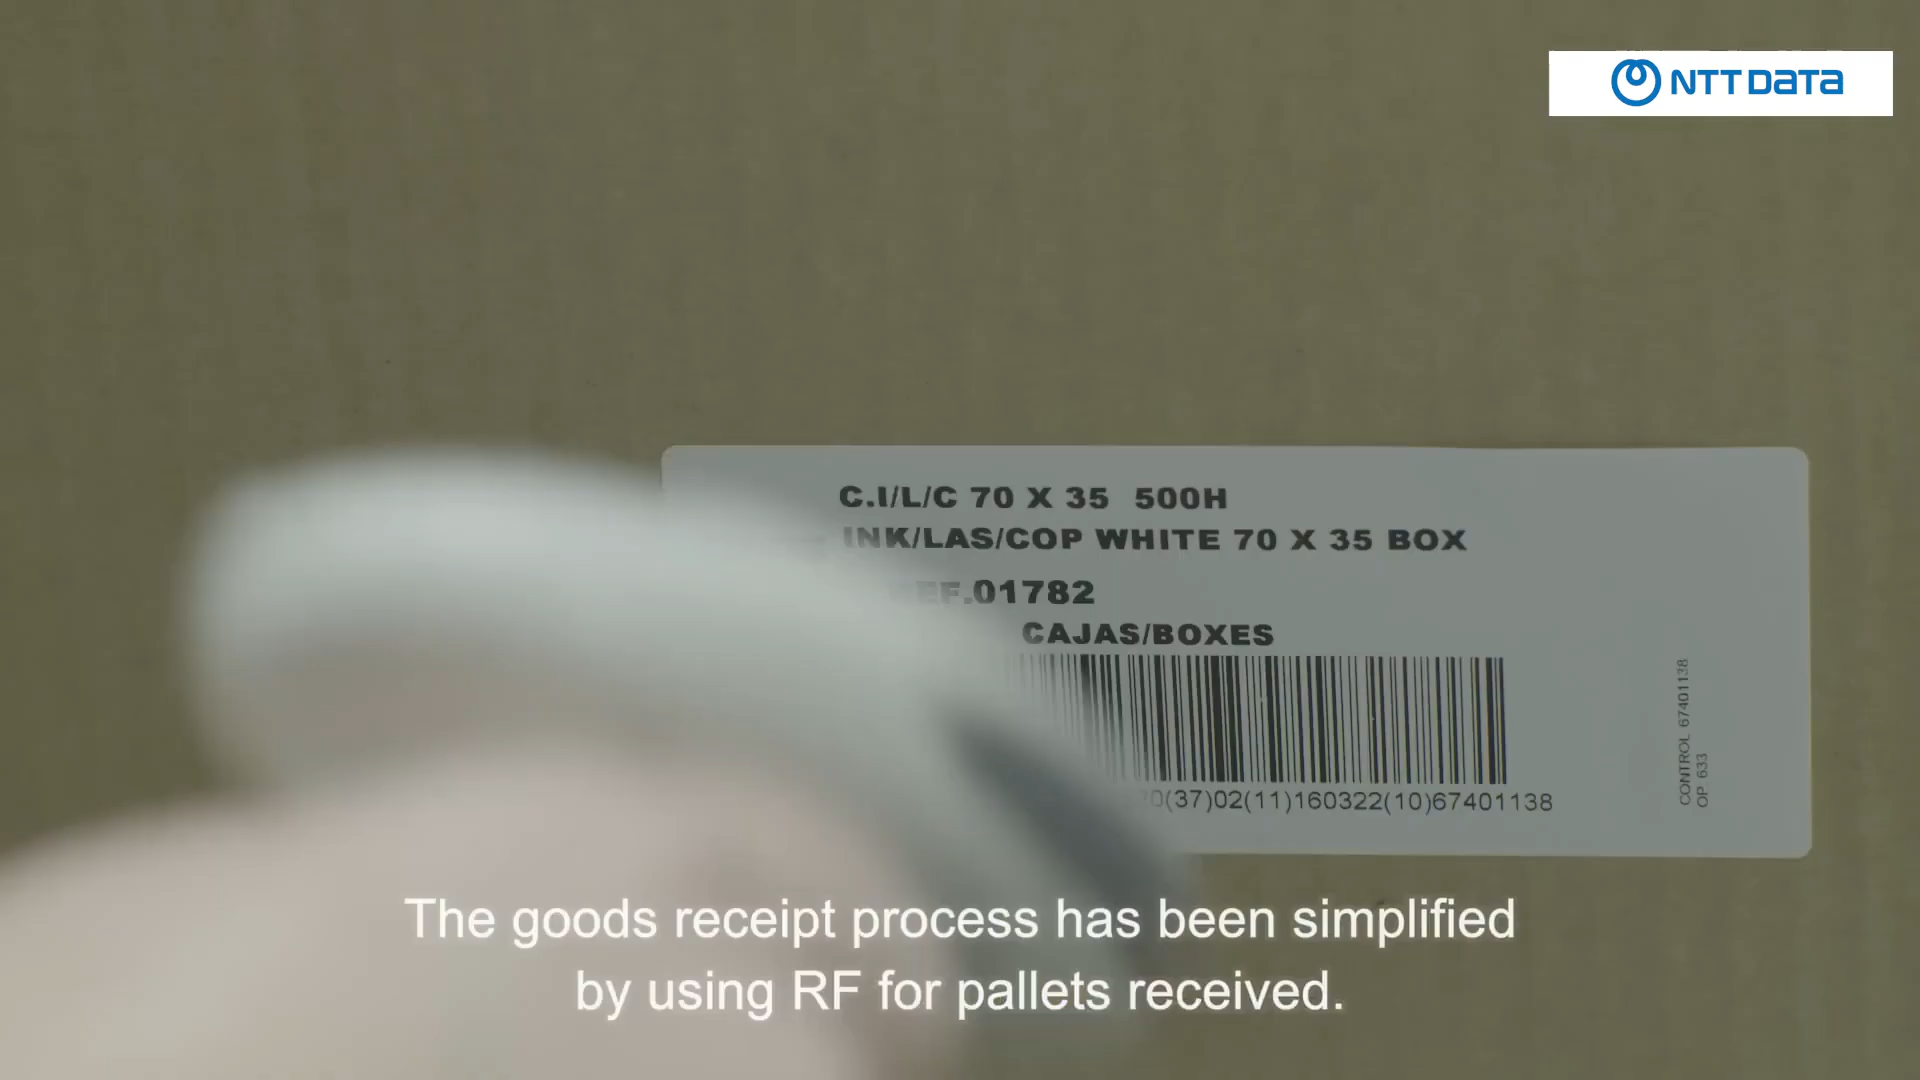 NTT DATA
C.I/L/C 70 X 35 500H
INK/LAS/COP WHITE 70 X 35 BOX
01782
CAJAS/BOXES
(37)02(11)160322(10)67401138
CONTROL 67401138
OP 633
The goods receipt process has been simplified
by using RF for pallets received.